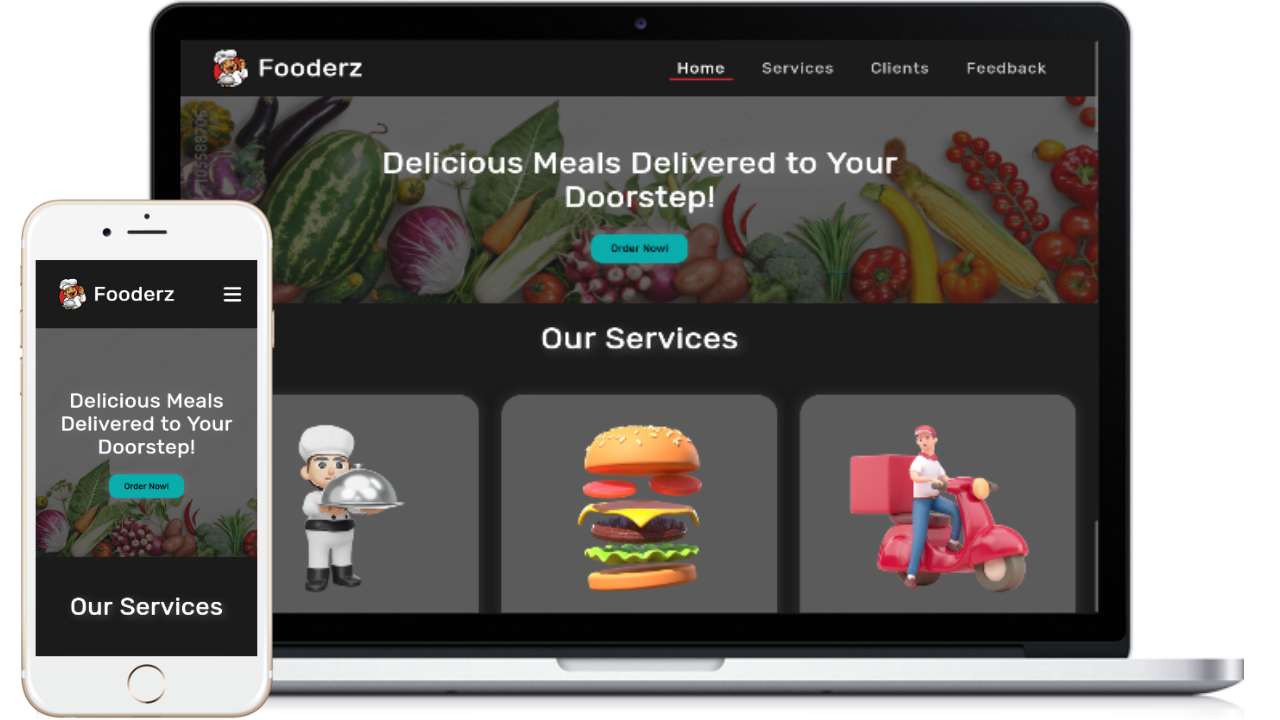 Fooderz
Home Services Clients Feedback
Delicious Meals Delivered to Your
Doorstep!
Order Now!
Our Services
Fooderz
Delicious Meals
Delivered to Your
Doorstep!
Order Now!
Our Services